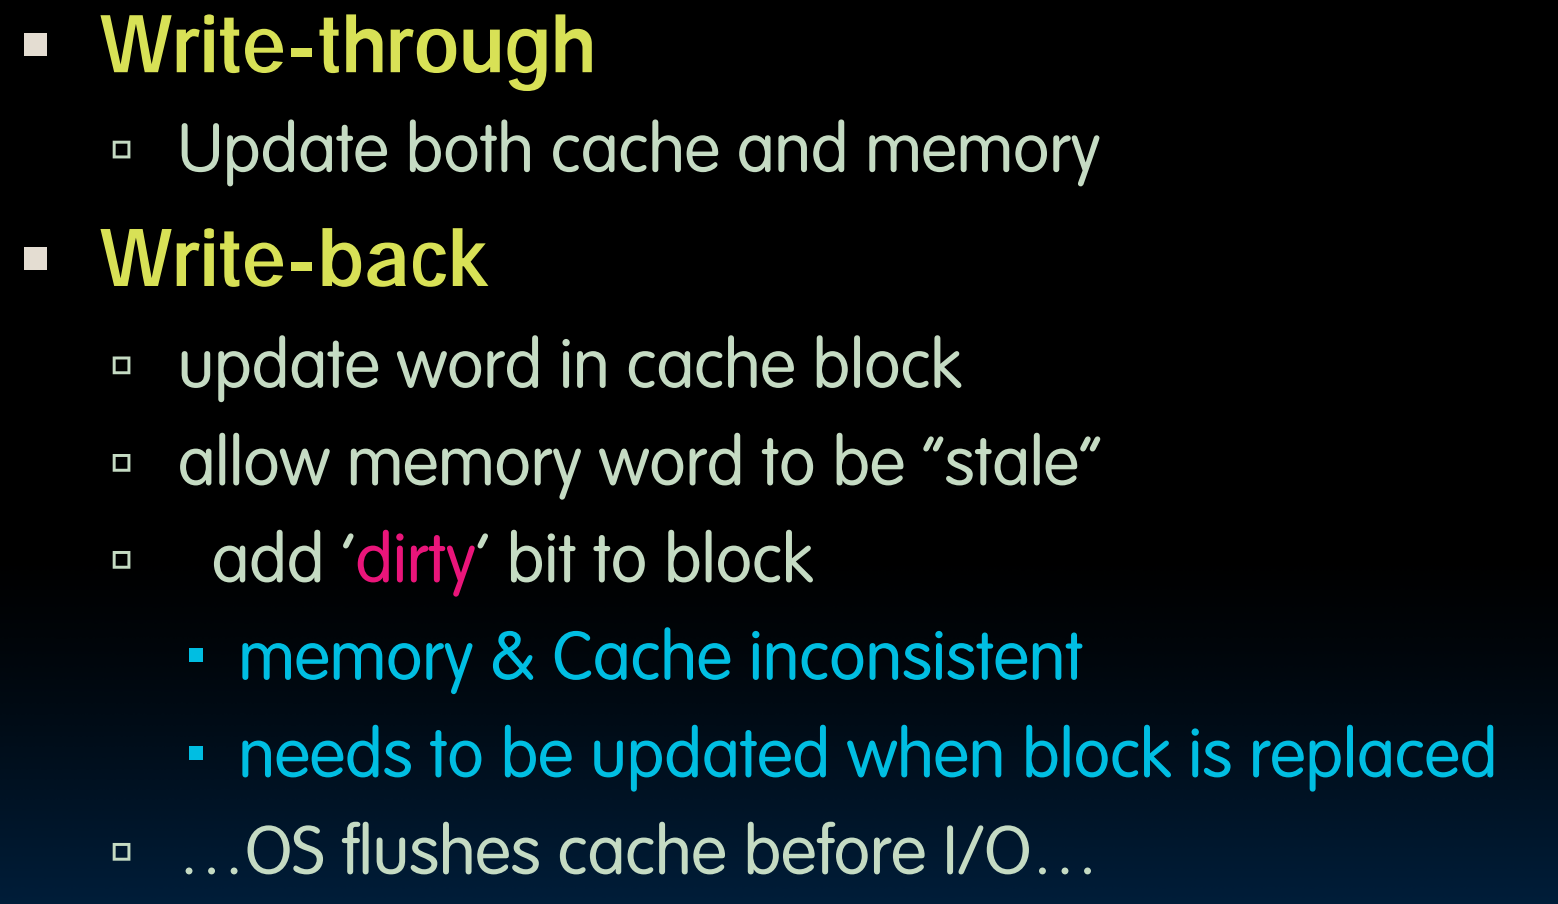 Write-through
Update both cache and memory
Write-back
update word in cache block
allow memory word to be “stale”
add ‘dirty’ bit to block
memory & Cache inconsistent
needs to be updated when block is replaced
…OS flushes cache before I/O…